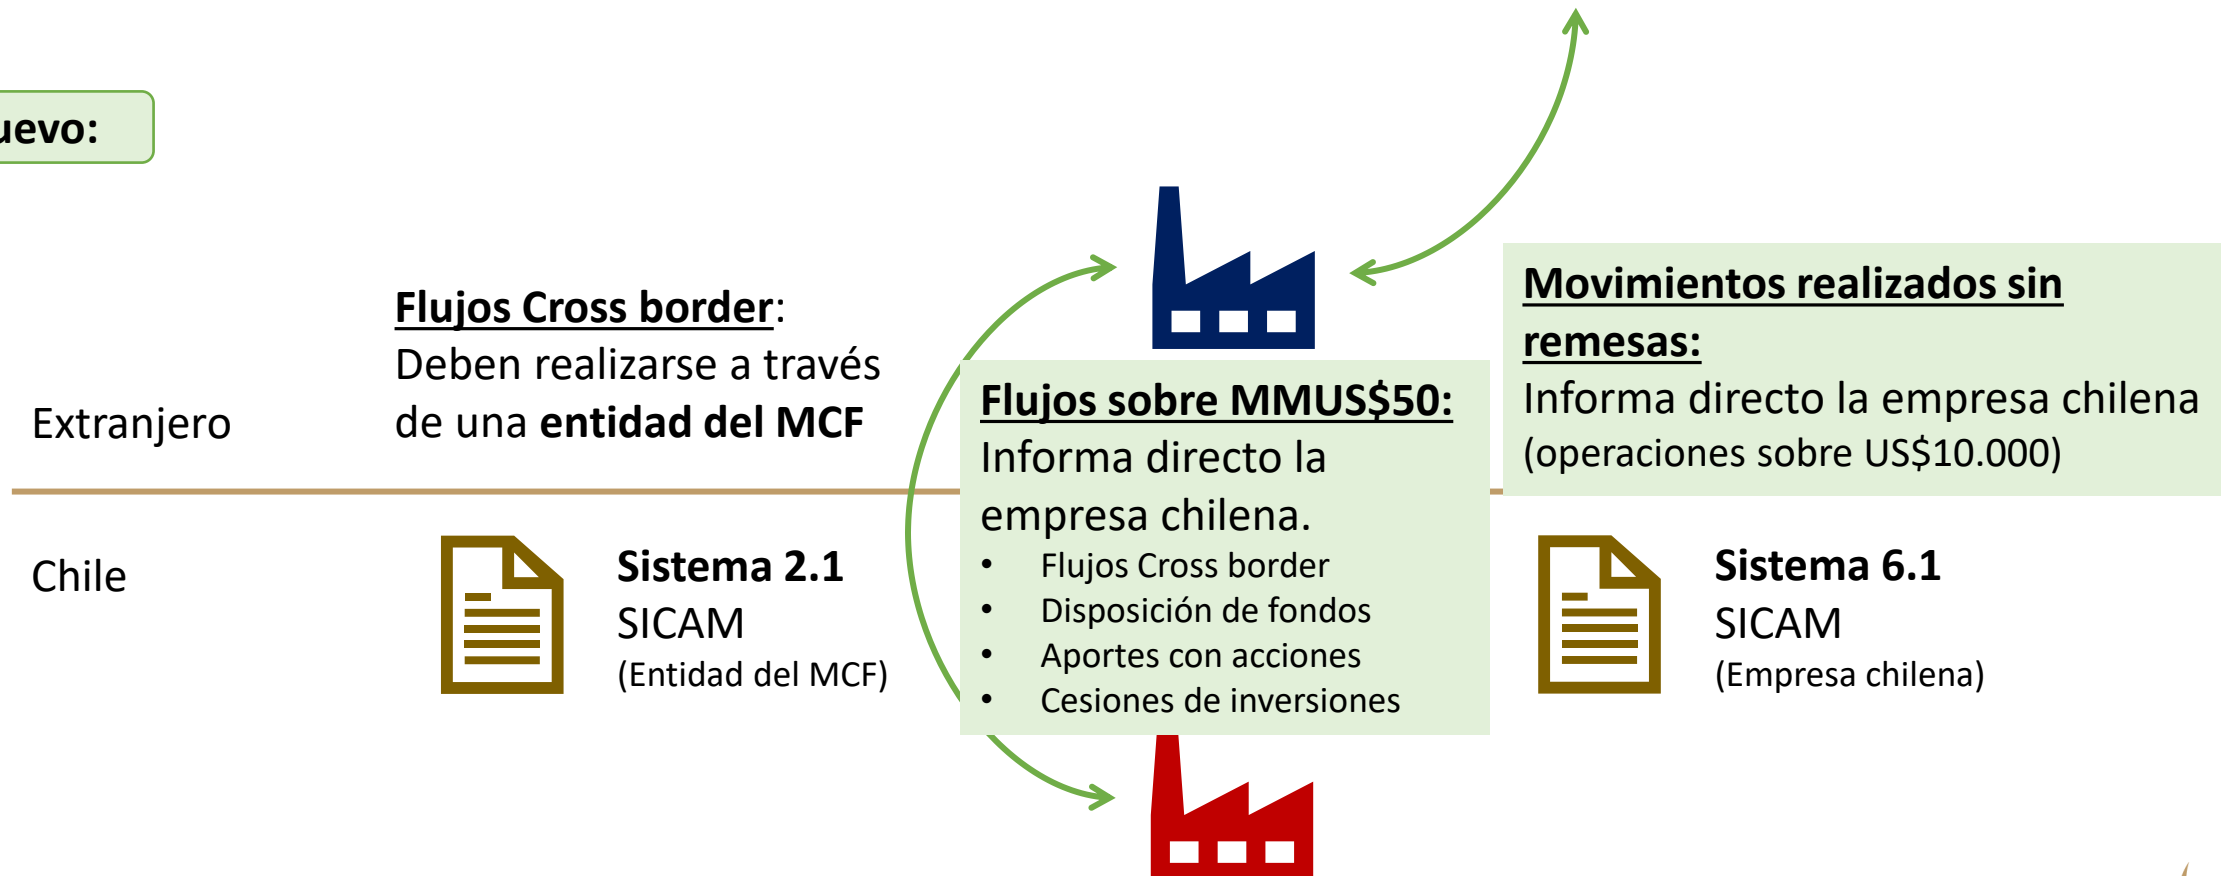 Flujos Cross border:
Deben realizarse a través
de una entidad del MCF
Extranjero
Chile
Sistema 2.1
SICAM
(Entidad del MCF)
Flujos sobre MMUS$50:
Informa directo la
empresa chilena.
• Flujos Cross border
• Disposición de fondos
• Aportes con acciones
• Cesiones de inversiones
Movimientos realizados sin
remesas:
Informa directo la empresa chilena
(operaciones sobre US$10.000)
Sistema 6.1
SICAM
(Empresa chilena)